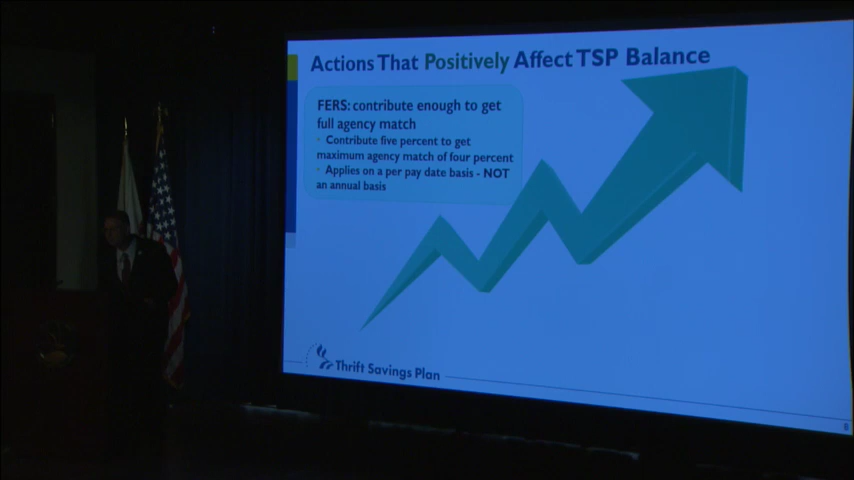 Actions That Positively Affect TSP Balance
FERS: contribute enough to get
full agency match
• Contribute five percent to get
maximum agency match of four percent
• Applies on a per pay date basis - NOT
an annual basis
Thrift Savings Plan
8